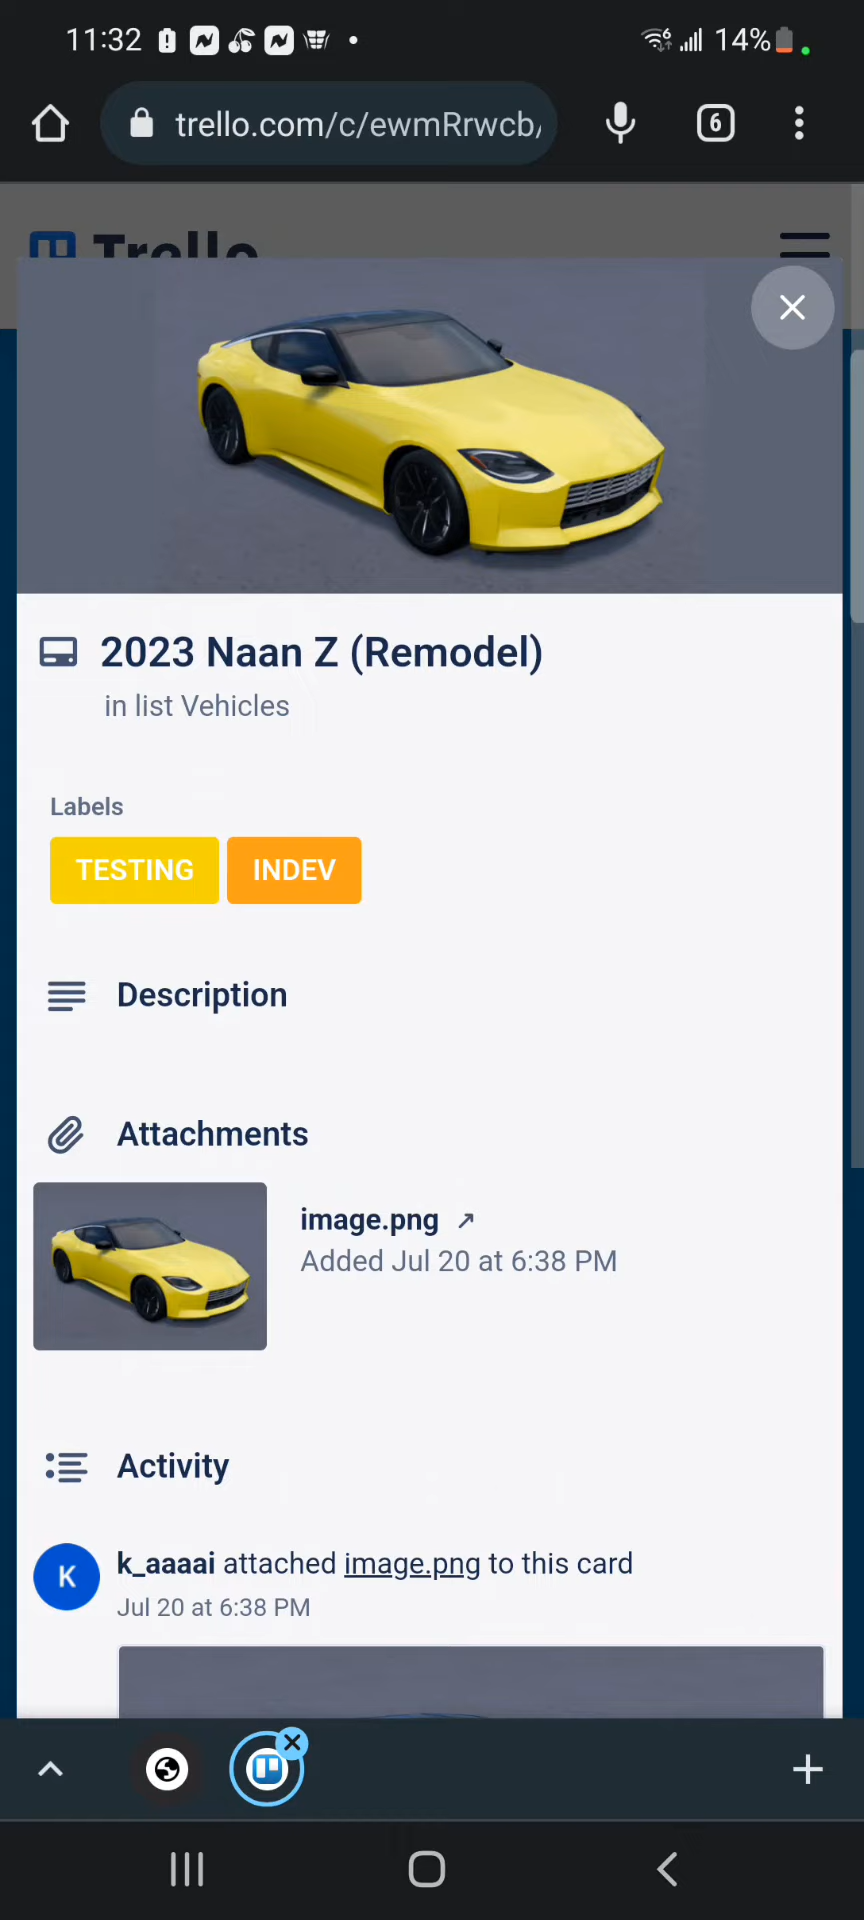 11:32
14%
trello.com/c/ewmRrwcb/
6
Trello
2023 Naan Z (Remodel)
in list Vehicles
Labels
TESTING INDEV
Description
Attachments
image.png ↗
Added Jul 20 at 6:38 PM
Activity
K
k_aaaai attached image.png to this card
Jul 20 at 6:38 PM